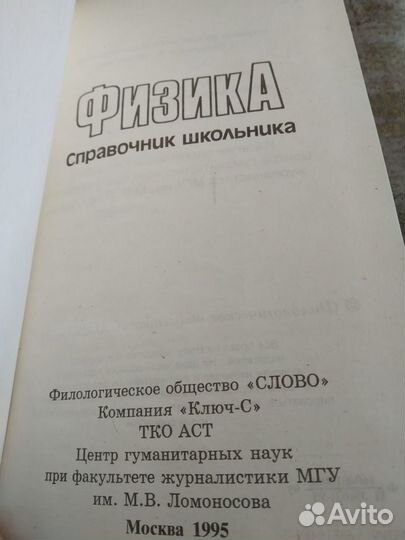 ФИЗИКА
СПРАВОЧНИК ШКОЛЬНИКА
Филологическое общество «СЛОВО»
Компания «Ключ-С»
ТКО АСТ
Центр гуманитарных наук
при факультете журналистики МГУ
им. М.В. Ломоносова
Москва 1995
Avito